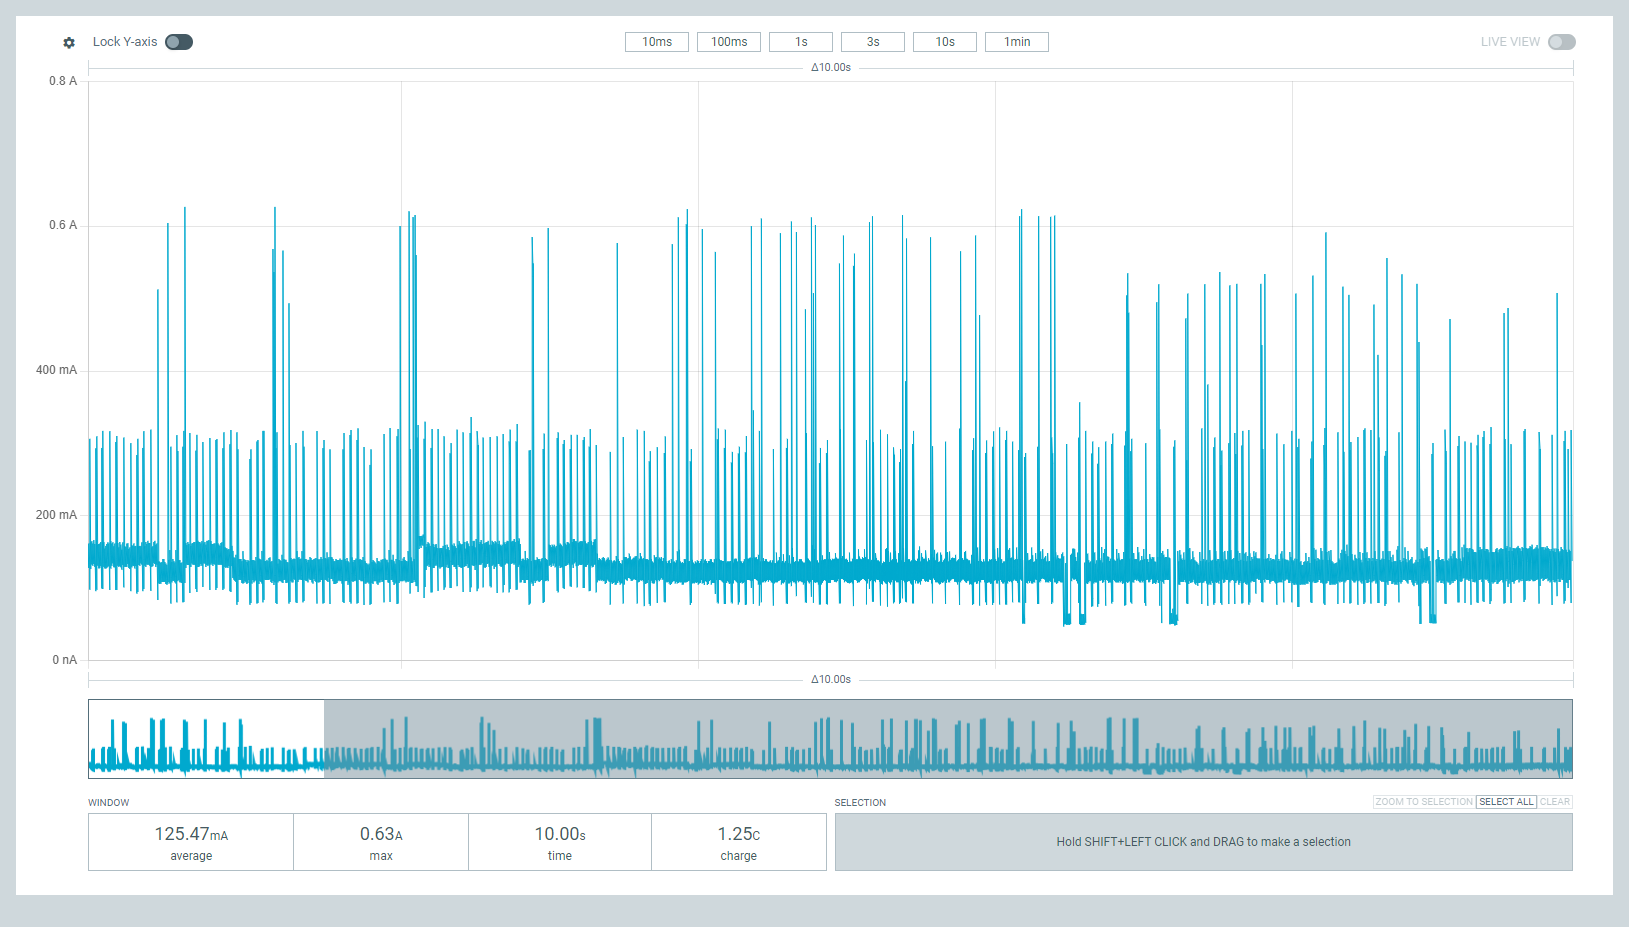 Lock Y-axis
10ms 100ms 1s 3s 10s 1min
LIVE VIEW
Δ10.00s
0.8 A
0.6 A
400 mA
200 mA
0 nA
Δ10.00s
WINDOW
125.47mA
average
0.63A
max
10.00s
time
1.25C
charge
SELECTION
ZOOM TO SELECTION SELECT ALL CLEAR
Hold SHIFT+LEFT CLICK and DRAG to make a selection